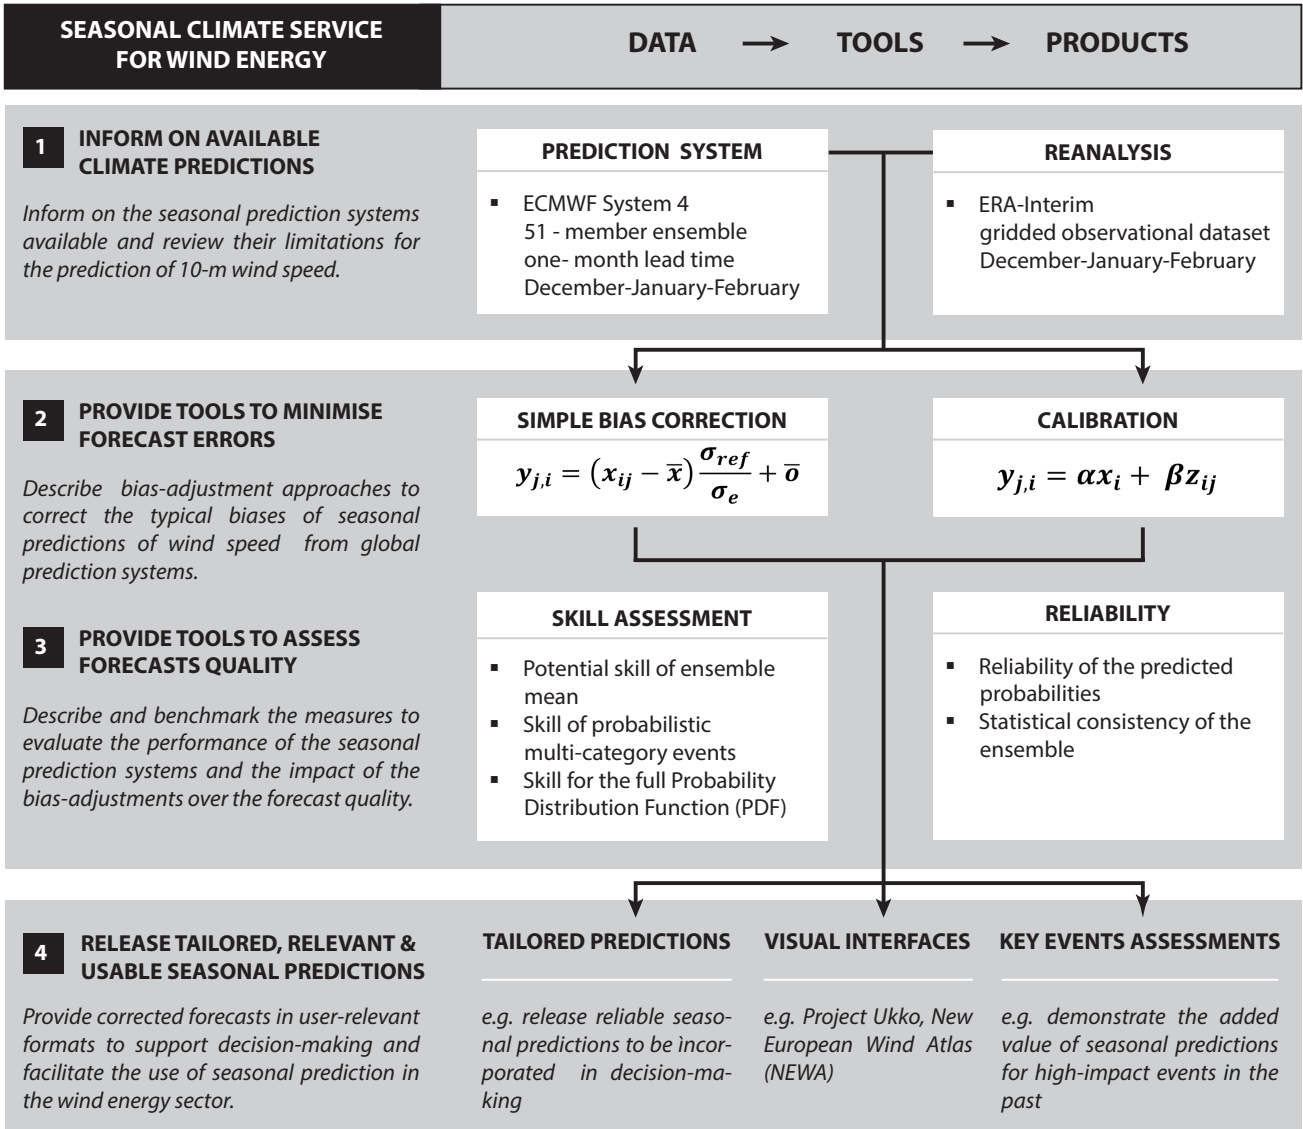 SEASONAL CLIMATE SERVICE
FOR WIND ENERGY
DATA → TOOLS → PRODUCTS
1 INFORM ON AVAILABLE
CLIMATE PREDICTIONS
Inform on the seasonal prediction systems
available and review their limitations for
the prediction of 10-m wind speed.
PREDICTION SYSTEM
▪ ECMWF System 4
51 - member ensemble
one- month lead time
December-January-February
REANALYSIS
▪ ERA-Interim
gridded observational dataset
December-January-February
2 PROVIDE TOOLS TO MINIMISE
FORECAST ERRORS
Describe bias-adjustment approaches to
correct the typical biases of seasonal
predictions of wind speed from global
prediction systems.
SIMPLE BIAS CORRECTION
y_{j,i} = (x_{ij} − x̅) σ_{ref}/σ_e + o̅
CALIBRATION
y_{j,i} = αx_i + βz_{ij}
3 PROVIDE TOOLS TO ASSESS
FORECASTS QUALITY
Describe and benchmark the measures to
evaluate the performance of the seasonal
prediction systems and the impact of the
bias-adjustments over the forecast quality.
SKILL ASSESSMENT
▪ Potential skill of ensemble
mean
▪ Skill of probabilistic
multi-category events
▪ Skill for the full Probability
Distribution Function (PDF)
RELIABILITY
▪ Reliability of the predicted
probabilities
▪ Statistical consistency of the
ensemble
4 RELEASE TAILORED, RELEVANT &
USABLE SEASONAL PREDICTIONS
Provide corrected forecasts in user-relevant
formats to support decision-making and
facilitate the use of seasonal prediction in
the wind energy sector.
TAILORED PREDICTIONS
e.g. release reliable seaso-
nal predictions to be ìncor-
porated in decision-ma-
king
VISUAL INTERFACES
e.g. Project Ukko, New
European Wind Atlas
(NEWA)
KEY EVENTS ASSESSMENTS
e.g. demonstrate the added
value of seasonal predictions
for high-impact events in the
past